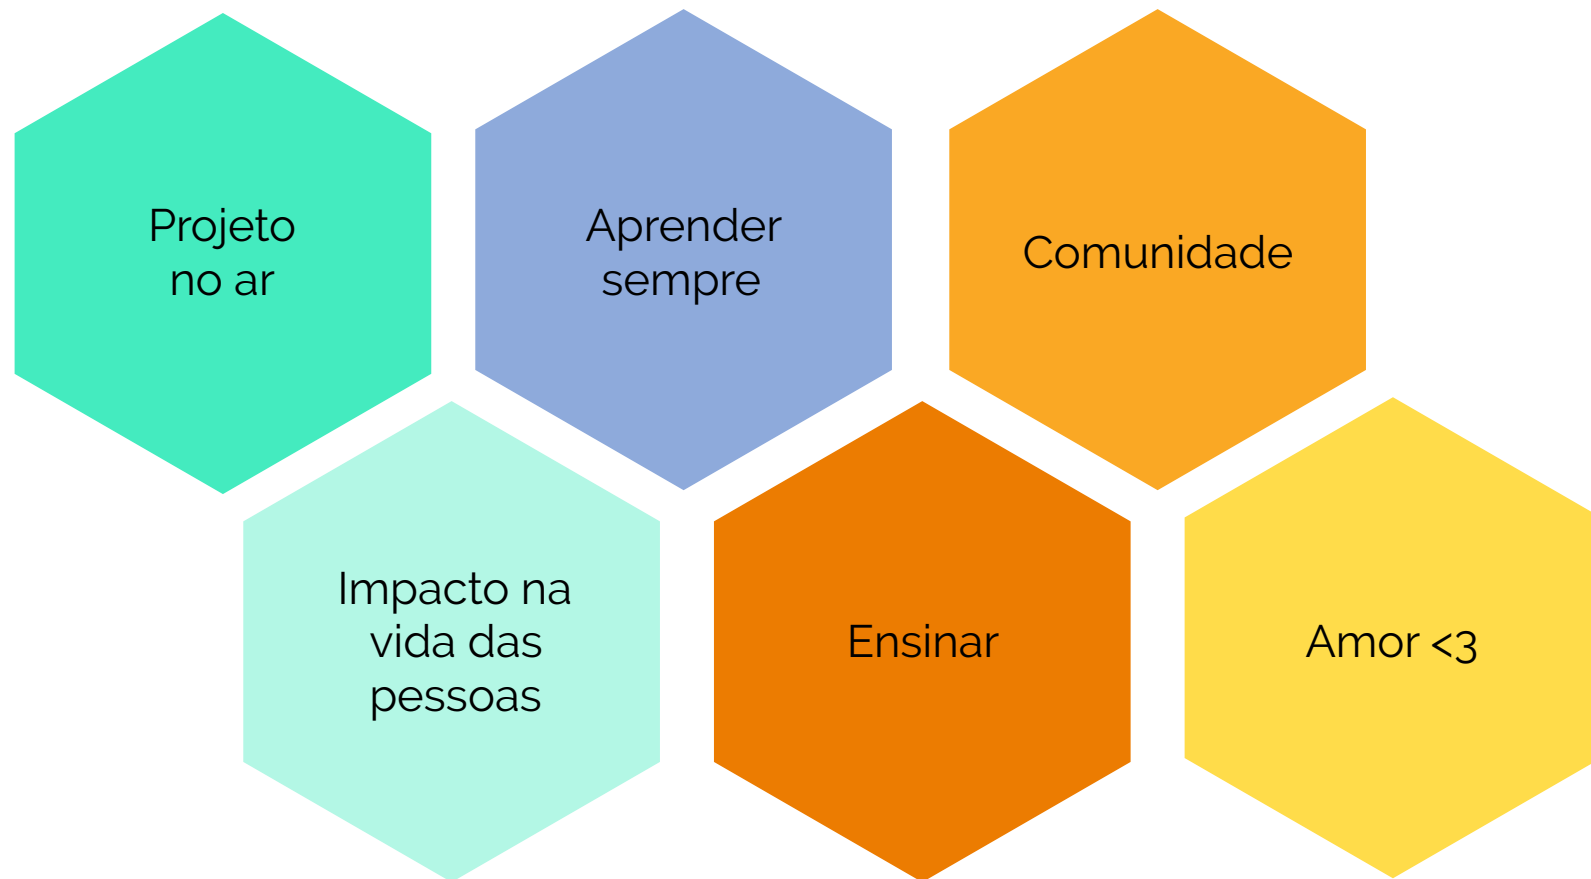 Projeto
no ar
Aprender
sempre
Comunidade
Impacto na
vida das
pessoas
Ensinar
Amor <3